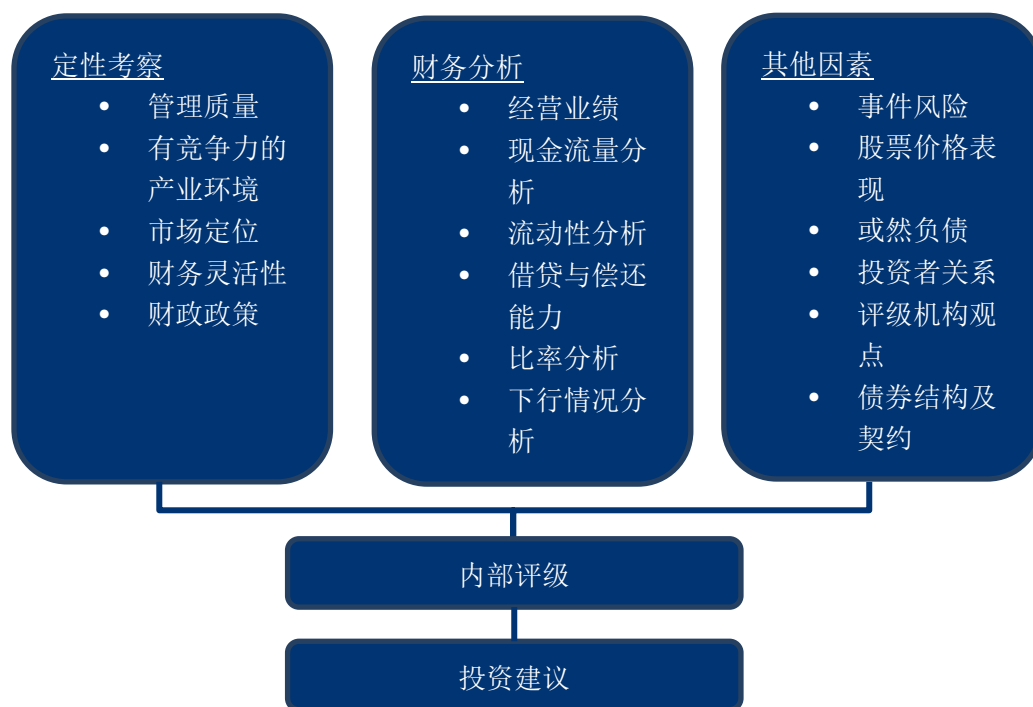 定性考察
• 管理质量
• 有竞争力的
产业环境
• 市场定位
• 财务灵活性
• 财政政策
财务分析
• 经营业绩
• 现金流量分
析
• 流动性分析
• 借贷与偿还
能力
• 比率分析
• 下行情况分
析
其他因素
• 事件风险
• 股票价格表
现
• 或然负债
• 投资者关系
• 评级机构观
点
• 债券结构及
契约
内部评级
投资建议